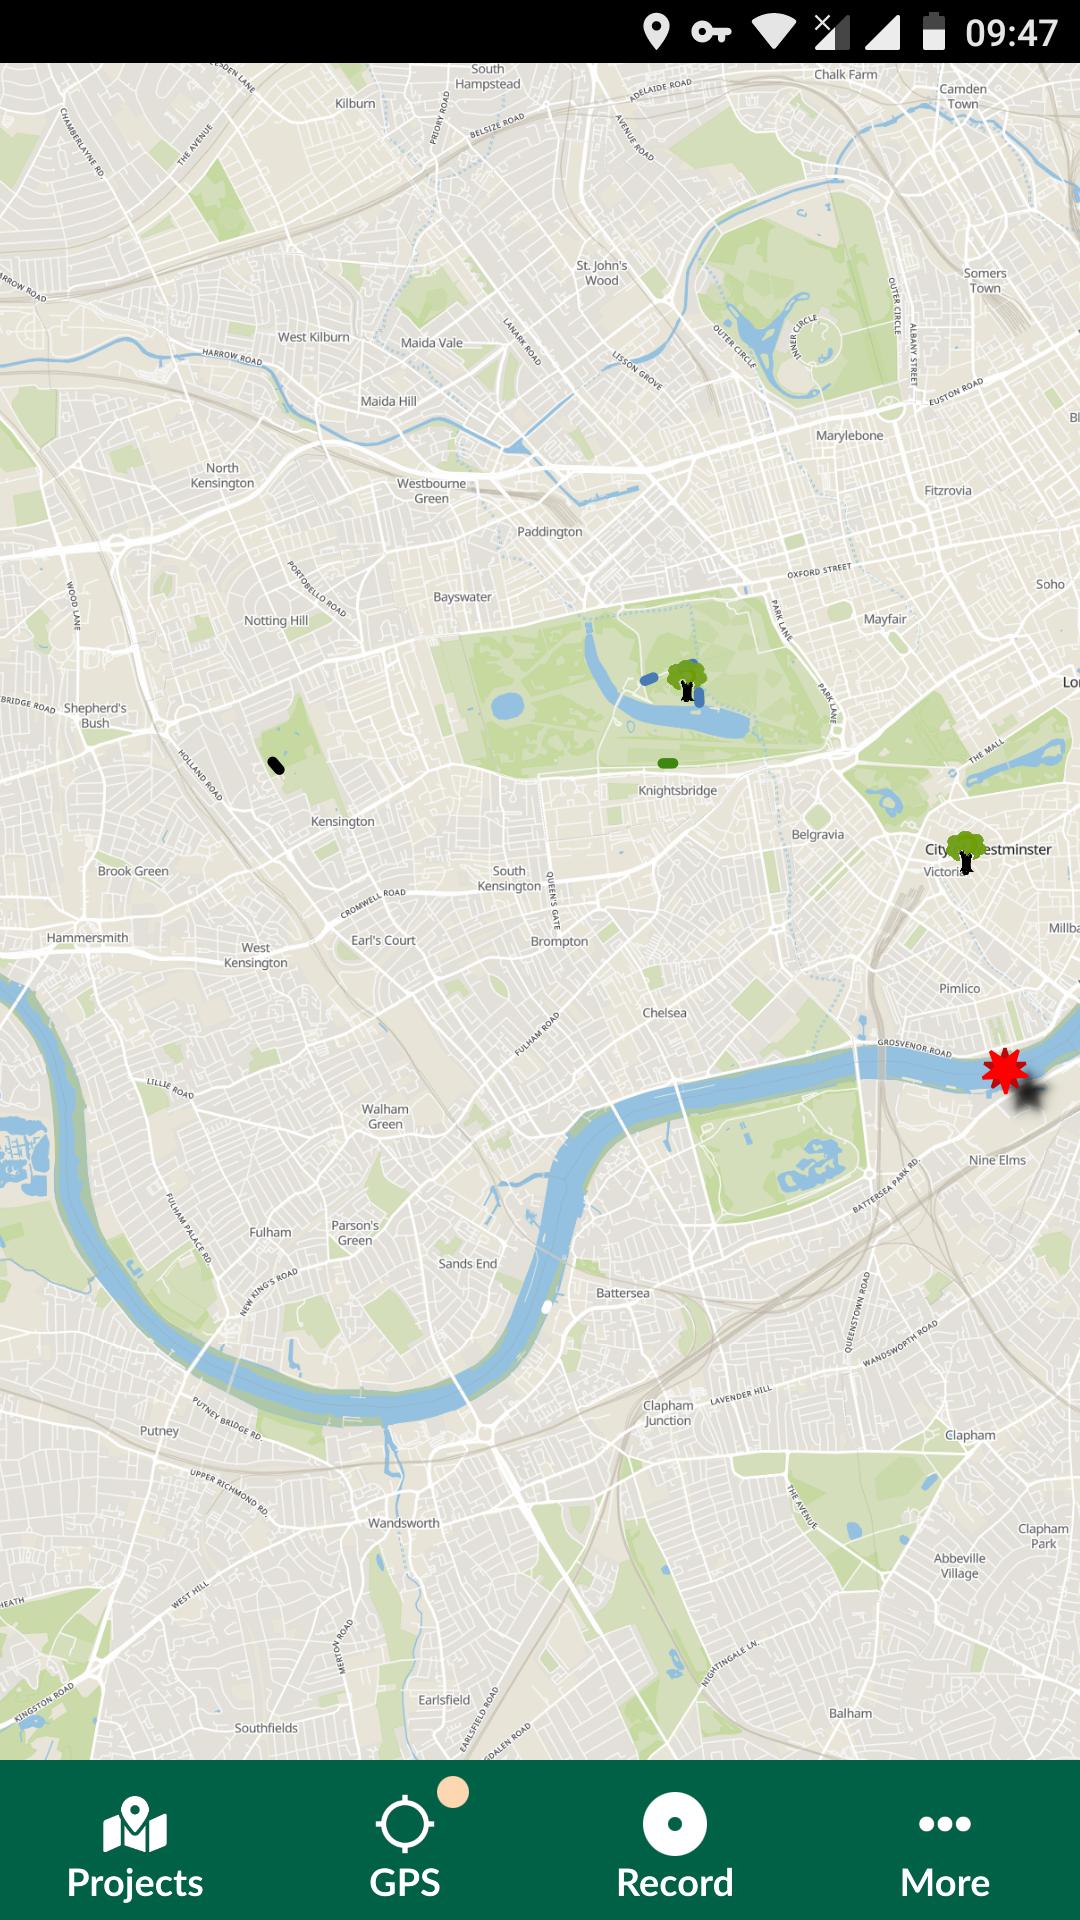 09:47
South
Hampstead
Chalk Farm
Camden
Town
Kilburn
ADELAIDE ROAD
PRIORY ROAD
BELSIZE ROAD
AVENUE ROAD
CHAMBERLAYNE RD.
THE AVENUE
St. John's
Wood
Somers
Town
OUTER CIRCLE
ALBANY STREET
West Kilburn
Maida Vale
LANARK ROAD
OUTER CIRCLE
INNER CIRCLE
HARROW ROAD
LISSON GROVE
EUSTON ROAD
Maida Hill
Marylebone
North
Kensington
Westbourne
Green
Fitzrovia
Paddington
OXFORD STREET
Soho
WOOD LANE
PORTOBELLO ROAD
Bayswater
Notting Hill
PARK LANE
Mayfair
Shepherd's
Bush
PARK LANE
HOLLAND ROAD
THE MALL
Knightsbridge
Kensington
Belgravia
Brook Green
South
Kensington
QUEEN'S GATE
CROMWELL ROAD
Hammersmith
West
Kensington
Earl's Court
Brompton
Pimlico
Chelsea
FULHAM ROAD
GROSVENOR ROAD
LILLIE ROAD
Walham
Green
Nine Elms
BATTERSEA PARK RD.
FULHAM PALACE RD.
Fulham
Parson's
Green
Sands End
NEW KING'S ROAD
Battersea
QUEENSTOWN ROAD
WANDSWORTH ROAD
LAVENDER HILL
Clapham
Junction
PUTNEY BRIDGE RD.
Putney
Clapham
UPPER RICHMOND RD.
THE AVENUE
Wandsworth
Clapham
Park
Abbeville
Village
WEST HILL
MERTON ROAD
NIGHTINGALE LN.
KINGSTON ROAD
Earlsfield
EARLSFIELD ROAD
Balham
Southfields
Projects
GPS
Record
More